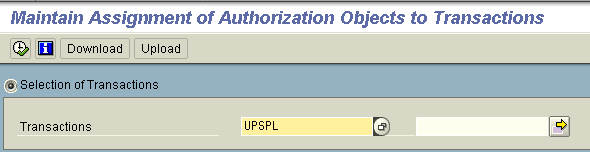 Maintain Assignment of Authorization Objects to Transactions
Download Upload
Selection of Transactions
Transactions UPSPL